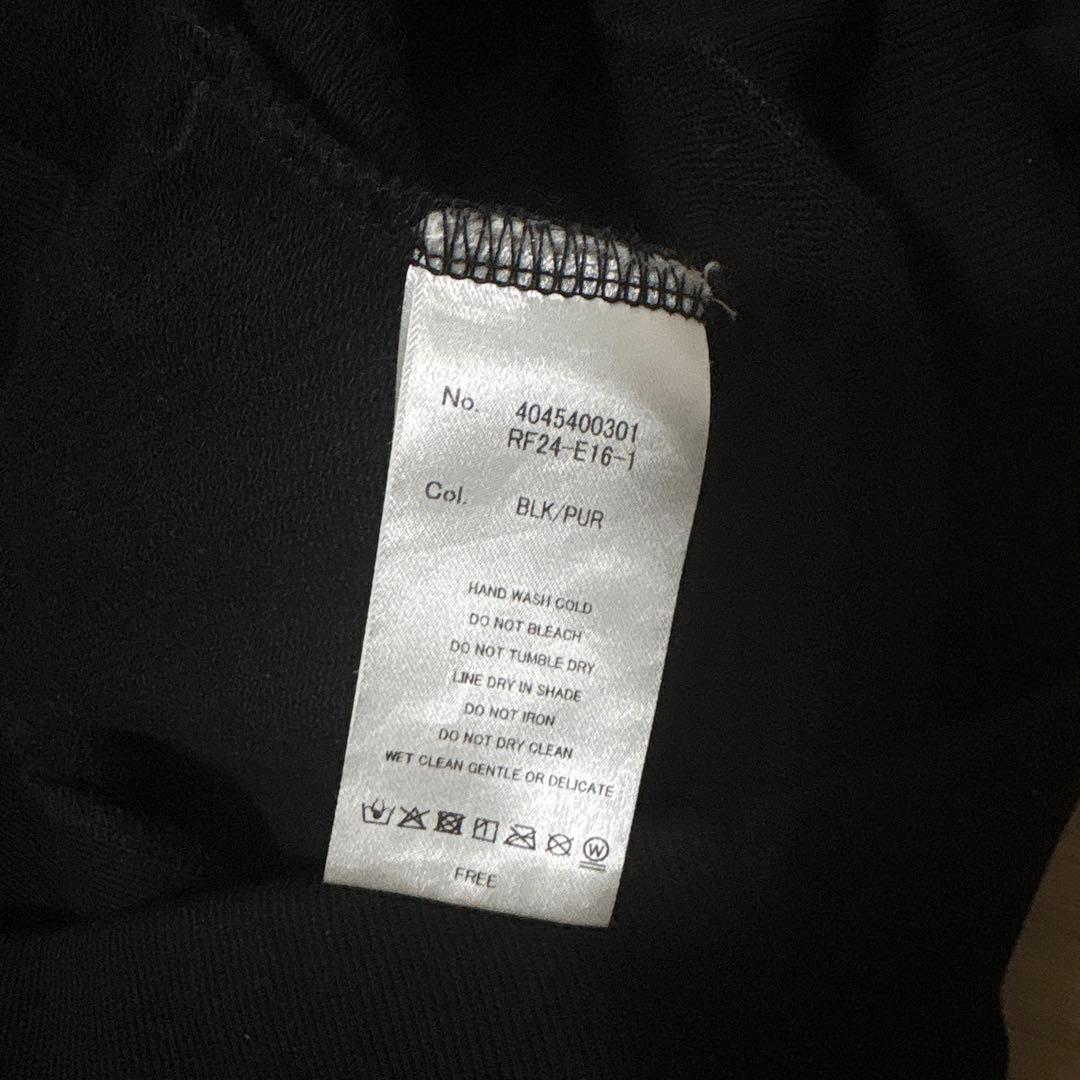 No. 4045400301
RF24-E16-1
Col. BLK/PUR
HAND WASH COLD
DO NOT BLEACH
DO NOT TUMBLE DRY
LINE DRY IN SHADE
DO NOT IRON
DO NOT DRY CLEAN
WET CLEAN GENTLE OR DELICATE
W
FREE